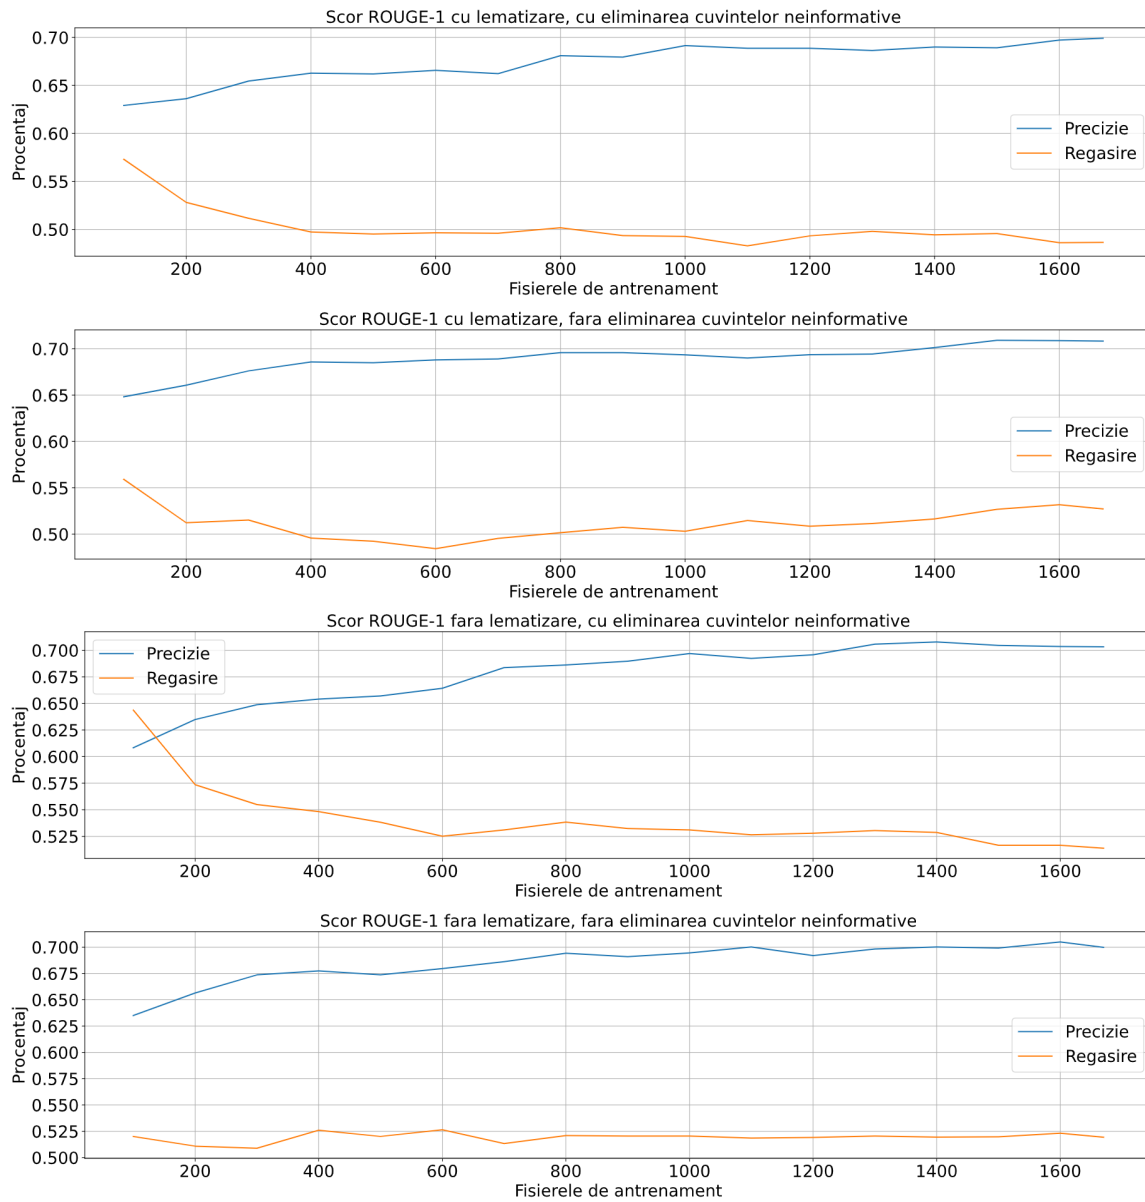 Scor ROUGE-1 cu lematizare, cu eliminarea cuvintelor neinformative
0.70
0.65
0.60
0.55
0.50
Procentaj
Precizie
Regasire
200 400 600 800 1000 1200 1400 1600
Fisierele de antrenament
Scor ROUGE-1 cu lematizare, fara eliminarea cuvintelor neinformative
0.70
0.65
0.60
0.55
0.50
Procentaj
Precizie
Regasire
200 400 600 800 1000 1200 1400 1600
Fisierele de antrenament
Scor ROUGE-1 fara lematizare, cu eliminarea cuvintelor neinformative
0.700
0.675
0.650
0.625
0.600
0.575
0.550
0.525
Procentaj
Precizie
Regasire
200 400 600 800 1000 1200 1400 1600
Fisierele de antrenament
Scor ROUGE-1 fara lematizare, fara eliminarea cuvintelor neinformative
0.700
0.675
0.650
0.625
0.600
0.575
0.550
0.525
0.500
Procentaj
Precizie
Regasire
200 400 600 800 1000 1200 1400 1600
Fisierele de antrenament